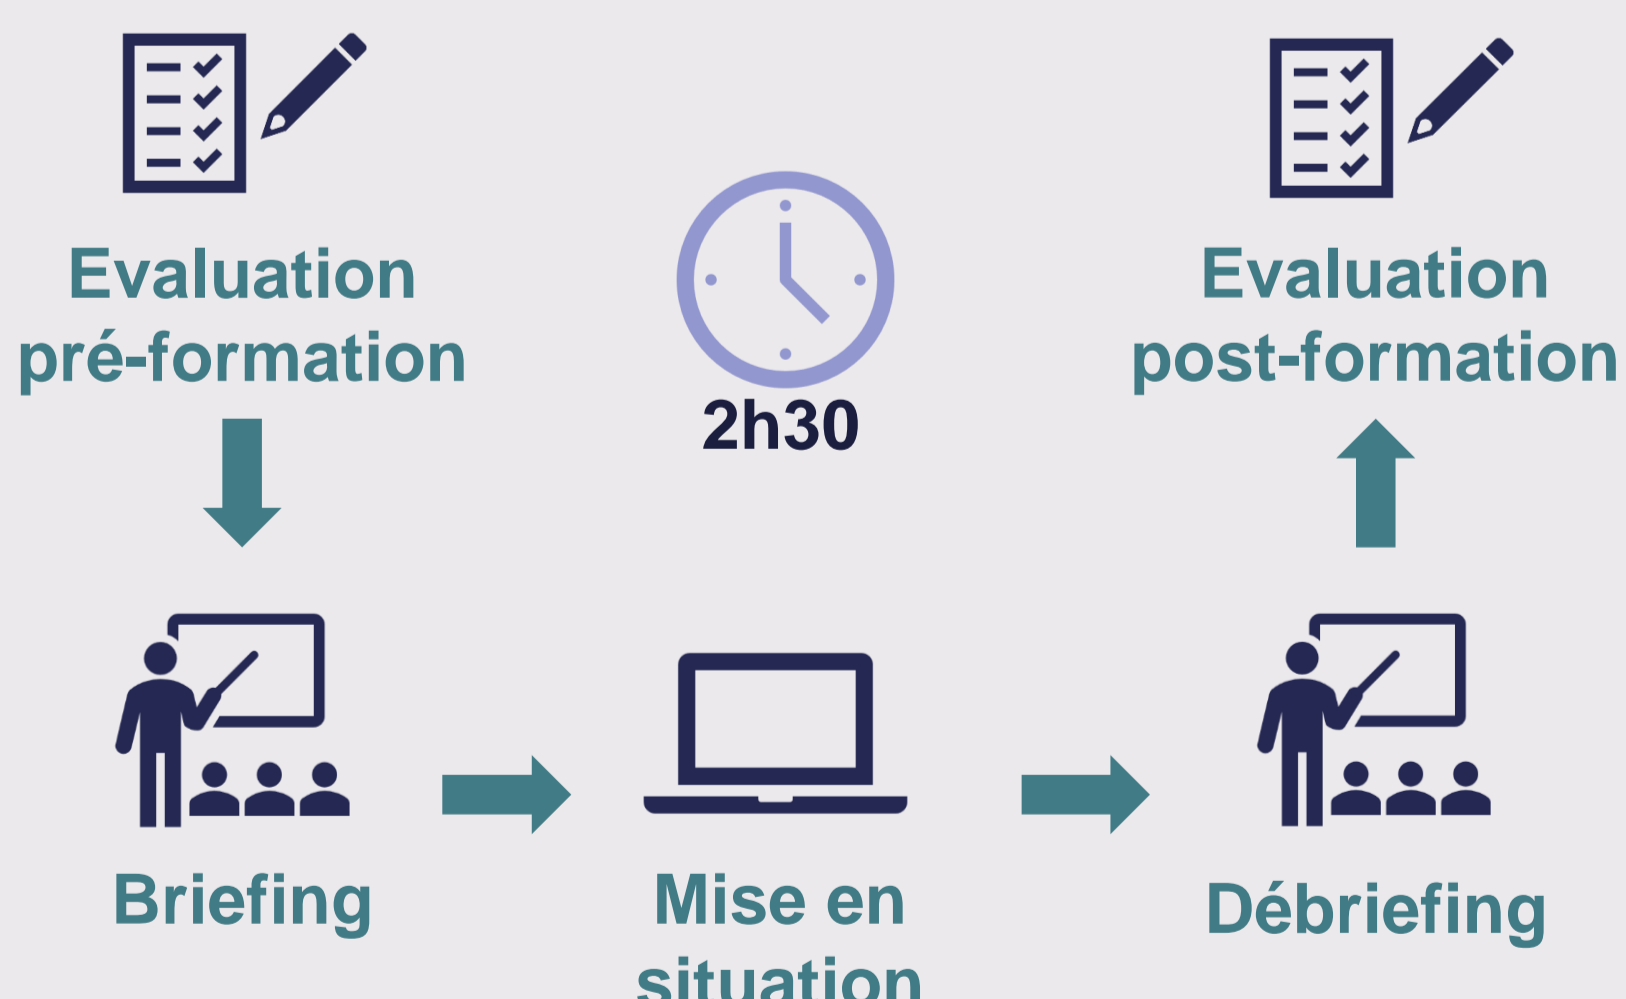 Evaluation
pré-formation
2h30
Evaluation
post-formation
Briefing
Mise en
situation
Débriefing